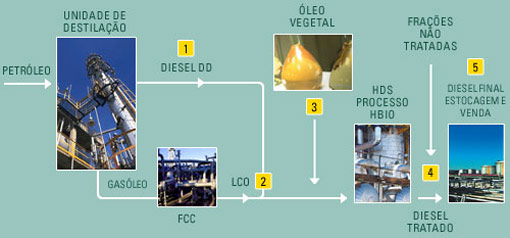 UNIDADE DE
DESTILAÇÃO
ÓLEO
VEGETAL
FRAÇÕES
NÃO
TRATADAS
1
5
PETRÓLEO
DIESEL DD
DIESEL FINAL
ESTOCAGEM E
VENDA
3
HDS
PROCESSO
HBIO
GASÓLEO
LCO
2
4
FCC
DIESEL
TRATADO